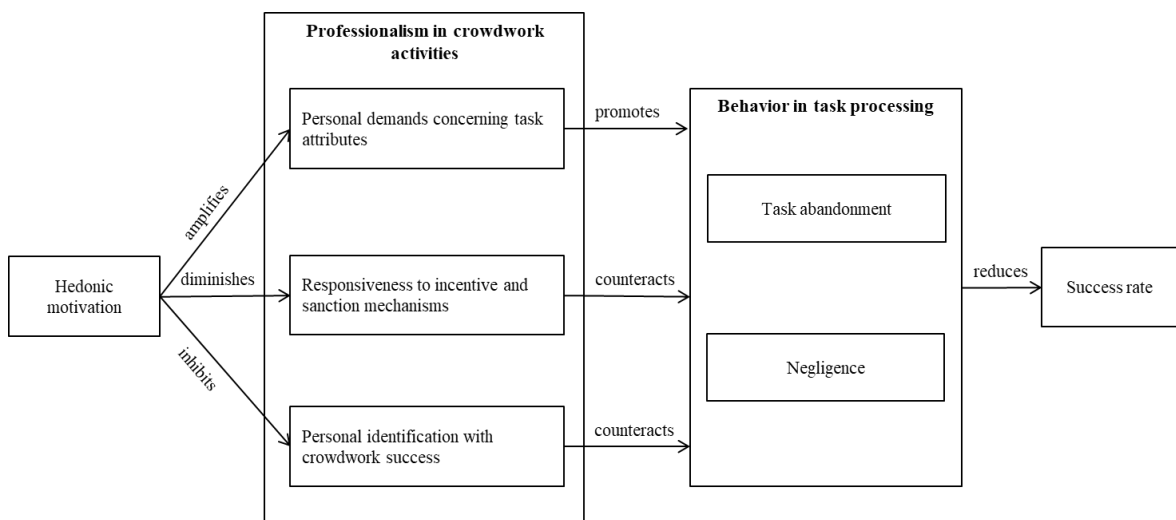 Professionalism in crowdwork
activities
Personal demands concerning task
attributes
promotes
Behavior in task processing
amplifies
Task abandonment
Hedonic
motivation
diminishes
Responsiveness to incentive and
sanction mechanisms
counteracts
reduces
Success rate
inhibits
Negligence
Personal identification with
crowdwork success
counteracts